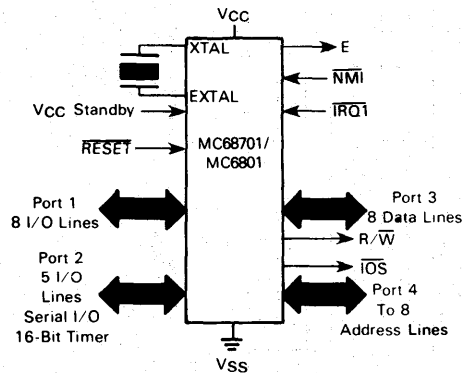 VCC
XTAL
E
NMI
EXTAL
VCC Standby
IRQ1
RESET
MC68701/
MC6801
Port 1
8 I/O Lines
Port 3
8 Data Lines
R/W
Port 2
5 I/O
Lines
Serial I/O
16-Bit Timer
IOS
Port 4
To 8
Address Lines
VSS